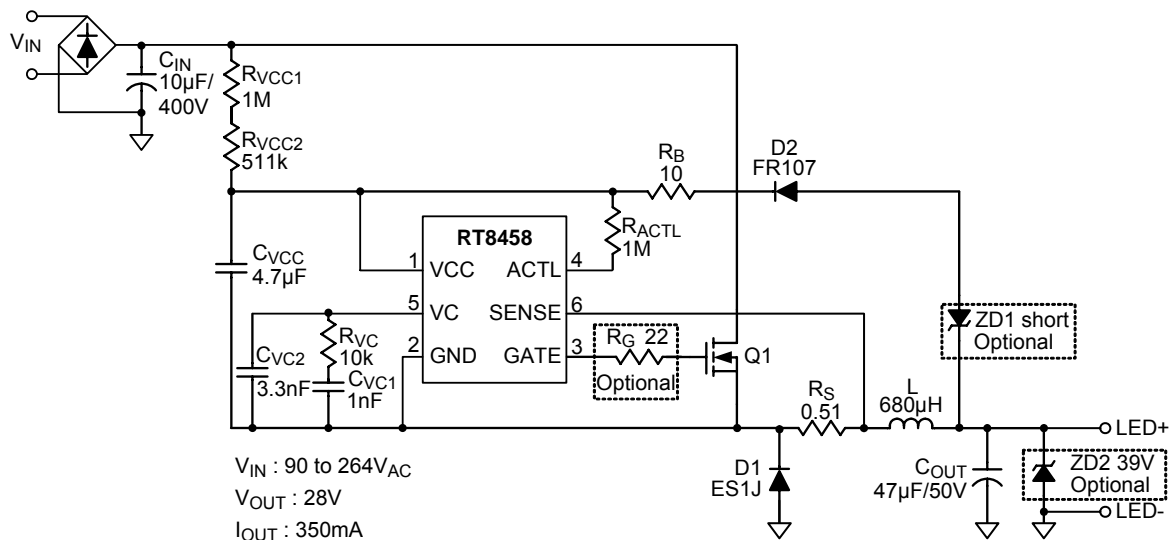 VIN
CIN
10µF/
400V
RVCC1
1M
RVCC2
511k
RB
10
D2
FR107
RACTL
1M
RT8458
CVCC
4.7µF
1 VCC ACTL 4
5 VC SENSE 6
2 GND GATE 3
CVC2
3.3nF
RVC
10k
CVC1
1nF
RG 22
Optional
Q1
ZD1 short
Optional
RS
0.51
L
680µH
LED+
D1
ES1J
COUT
47µF/50V
ZD2 39V
Optional
LED-
VIN : 90 to 264VAC
VOUT : 28V
IOUT : 350mA